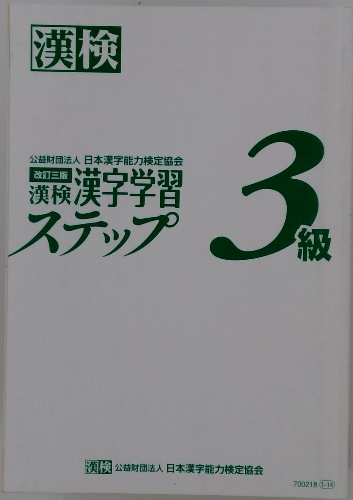 漢検
公益財団法人 日本漢字能力検定協会
改訂三版
漢検 漢字学習
ステップ
3級
漢検 公益財団法人 日本漢字能力検定協会
700218 1-14